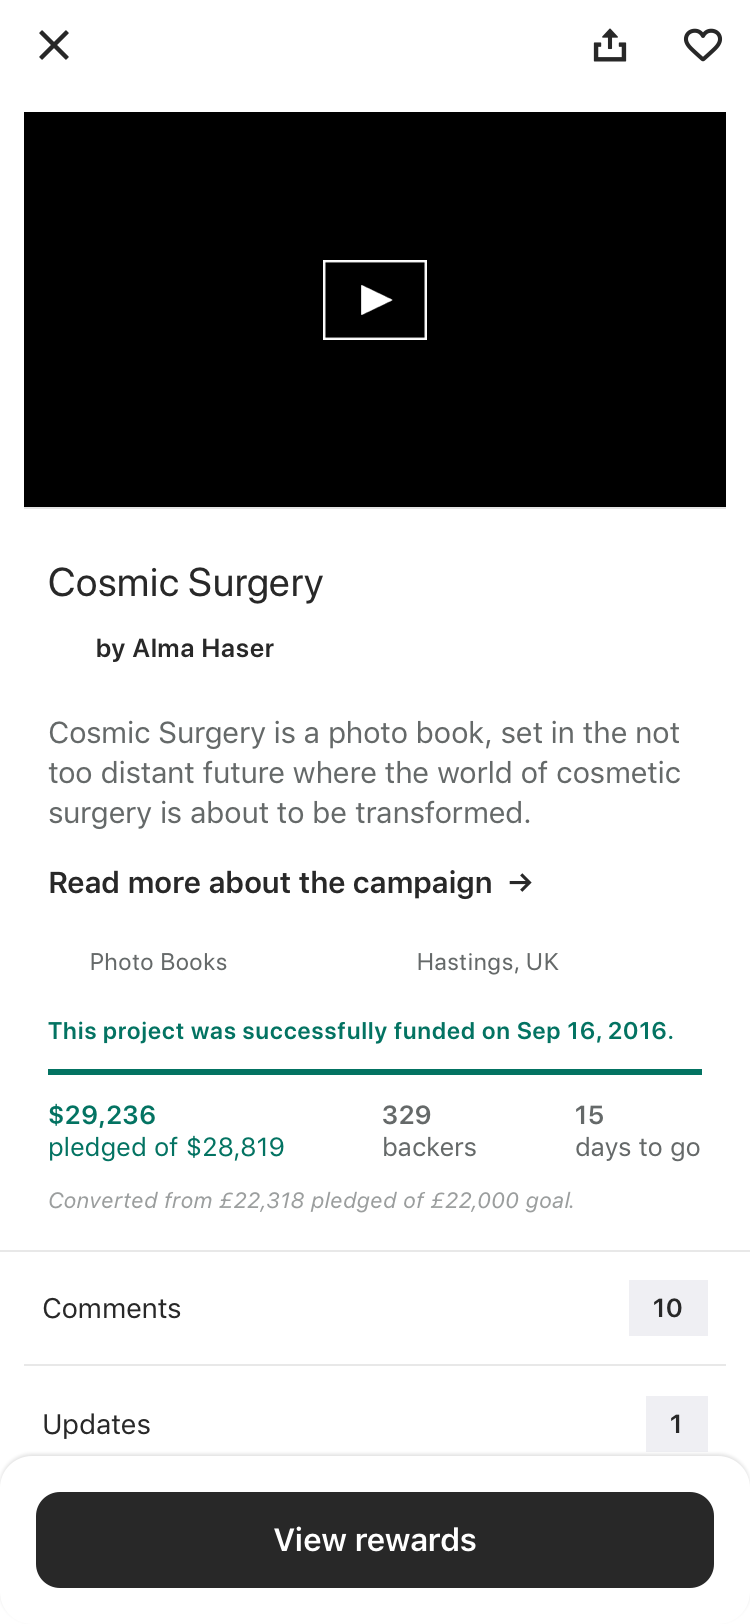 Cosmic Surgery
by Alma Haser
Cosmic Surgery is a photo book, set in the not
too distant future where the world of cosmetic
surgery is about to be transformed.
Read more about the campaign →
Photo Books Hastings, UK
This project was successfully funded on Sep 16, 2016.
$29,236 329 15
pledged of $28,819 backers days to go
Converted from £22,318 pledged of £22,000 goal.
Comments 10
Updates 1
View rewards